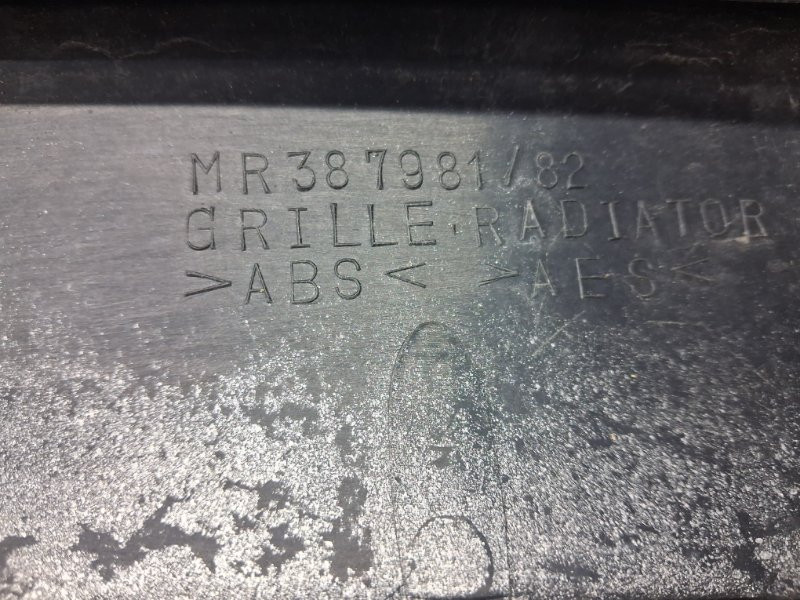 MR387981/82
GRILLE·RADIATOR
>ABS< >AES<